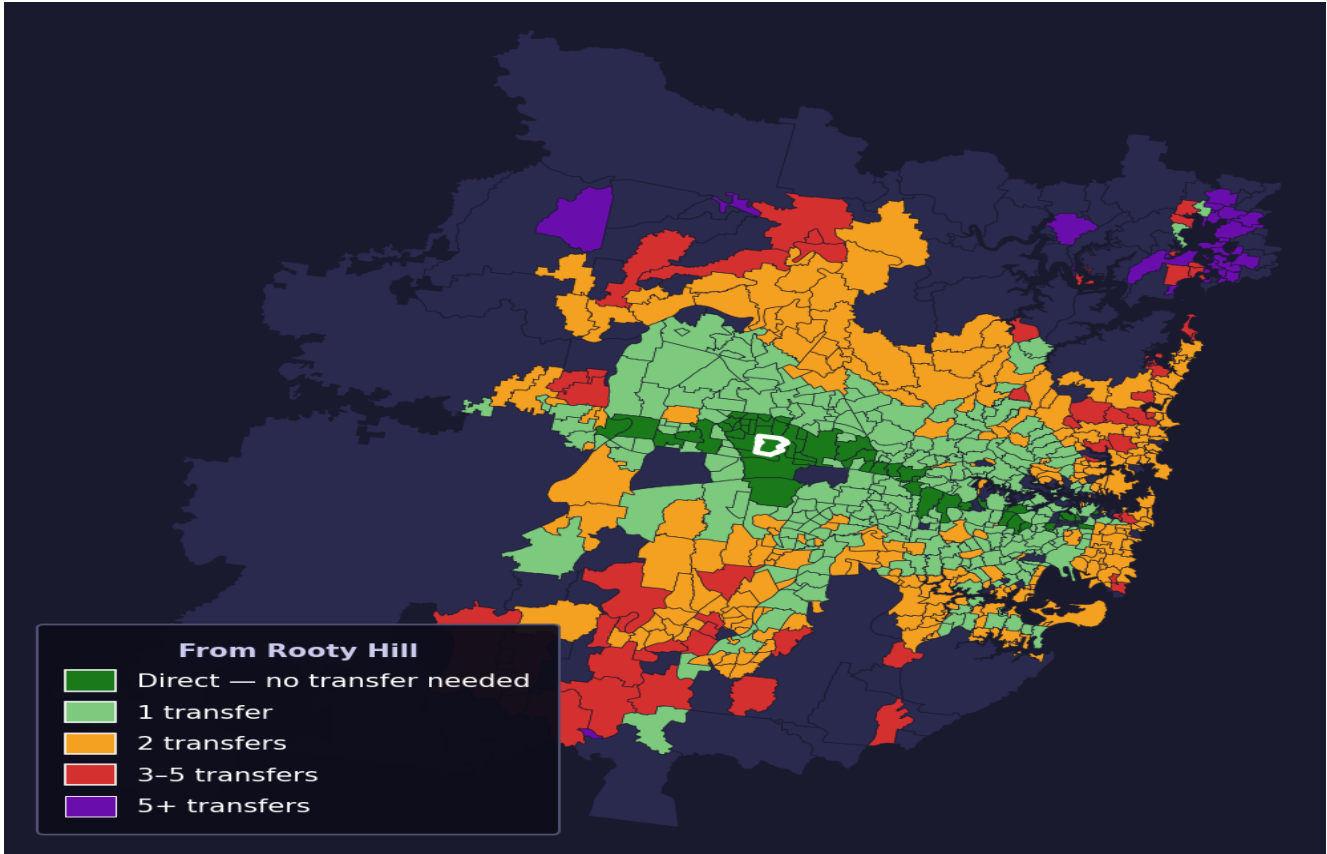 From Rooty Hill
Direct — no transfer needed
1 transfer
2 transfers
3–5 transfers
5+ transfers